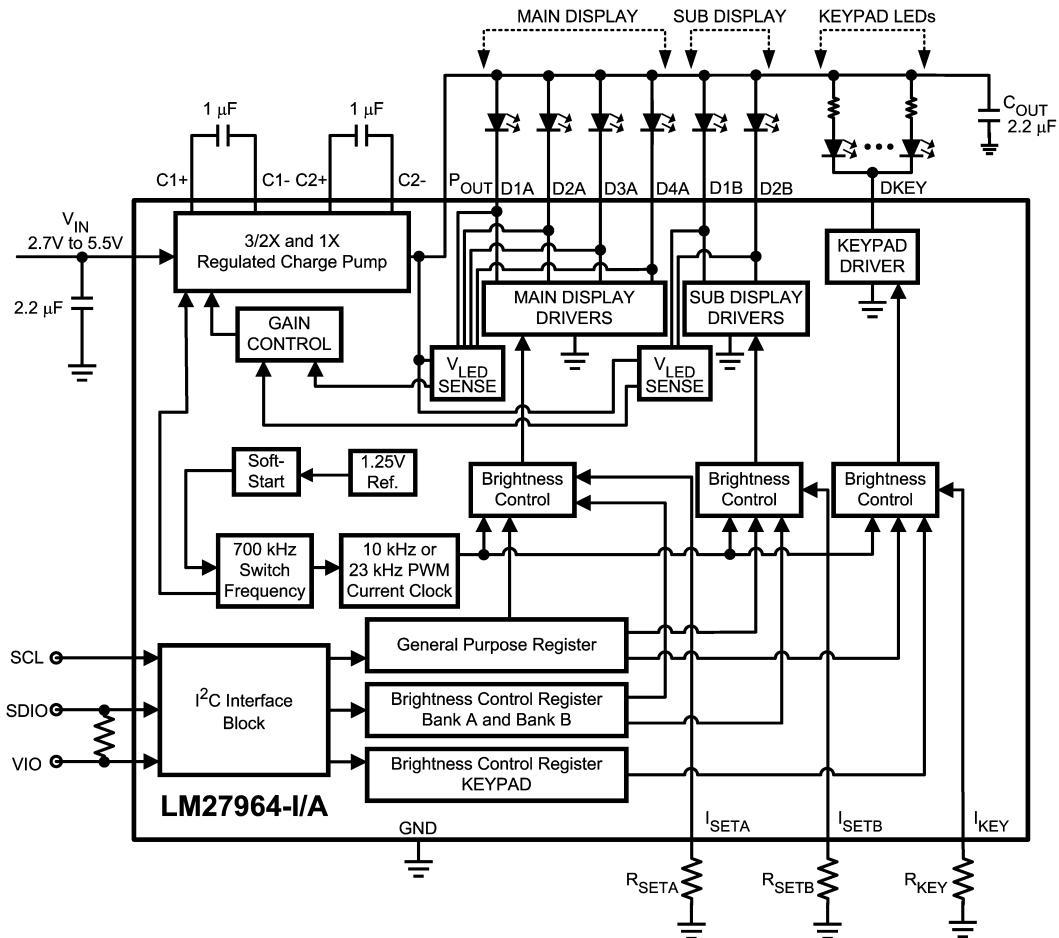 MAIN DISPLAY
SUB DISPLAY
KEYPAD LEDs
1 µF
1 µF
COUT
2.2 µF
C1+
C1-
C2+
C2-
POUT
D1A
D2A
D3A
D4A
D1B
D2B
DKEY
VIN
2.7V to 5.5V
3/2X and 1X
Regulated Charge Pump
KEYPAD
DRIVER
2.2 µF
MAIN DISPLAY
DRIVERS
SUB DISPLAY
DRIVERS
GAIN
CONTROL
VLED
SENSE
VLED
SENSE
Soft-
Start
1.25V
Ref.
Brightness
Control
Brightness
Control
Brightness
Control
700 kHz
Switch
Frequency
10 kHz or
23 kHz PWM
Current Clock
General Purpose Register
SCL
SDIO
VIO
I2C Interface
Block
Brightness Control Register
Bank A and Bank B
Brightness Control Register
KEYPAD
LM27964-I/A
GND
ISETA
ISETB
IKEY
RSETA
RSETB
RKEY